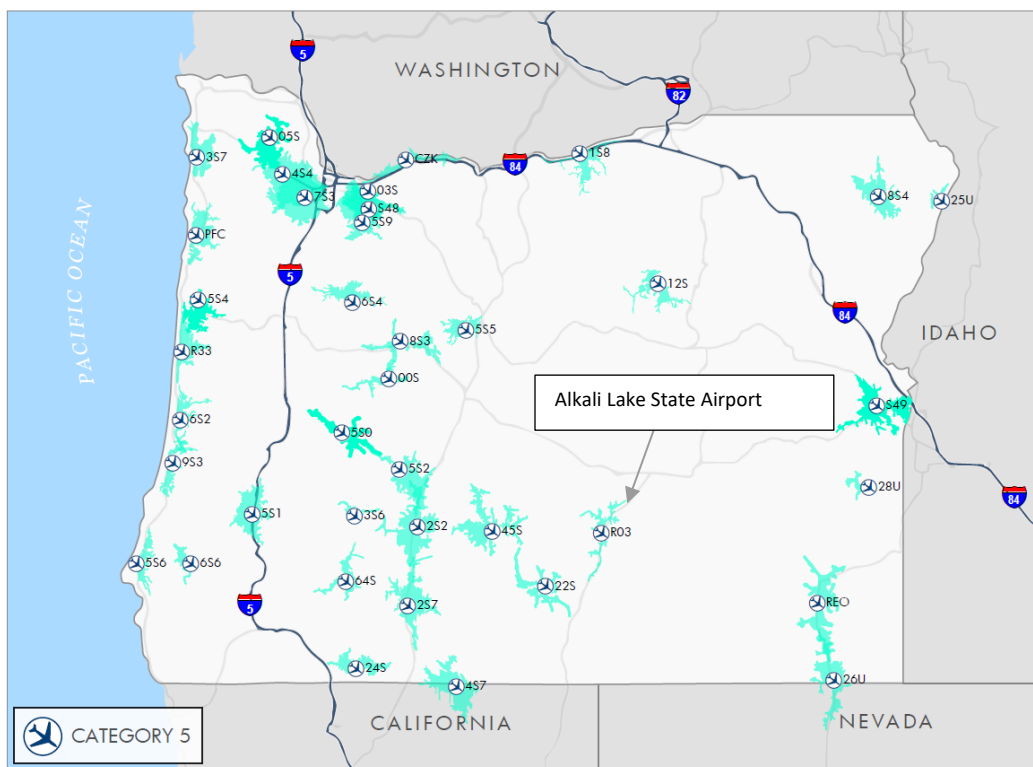 5
WASHINGTON
82
05S
3S7
CZK
84
1S8
4S4
7S3
03S
S48
5S9
8S4
25U
PACIFIC OCEAN
PFC
5
12S
5S4
6S4
84
5S5
IDAHO
R33
8S3
00S
Alkali Lake State Airport
S49
6S2
5S0
9S3
5S2
28U
84
5S1
3S6
2S2
45S
R03
5S6
6S6
64S
22S
5
2S7
REO
24S
4S7
26U
CALIFORNIA
NEVADA
CATEGORY 5